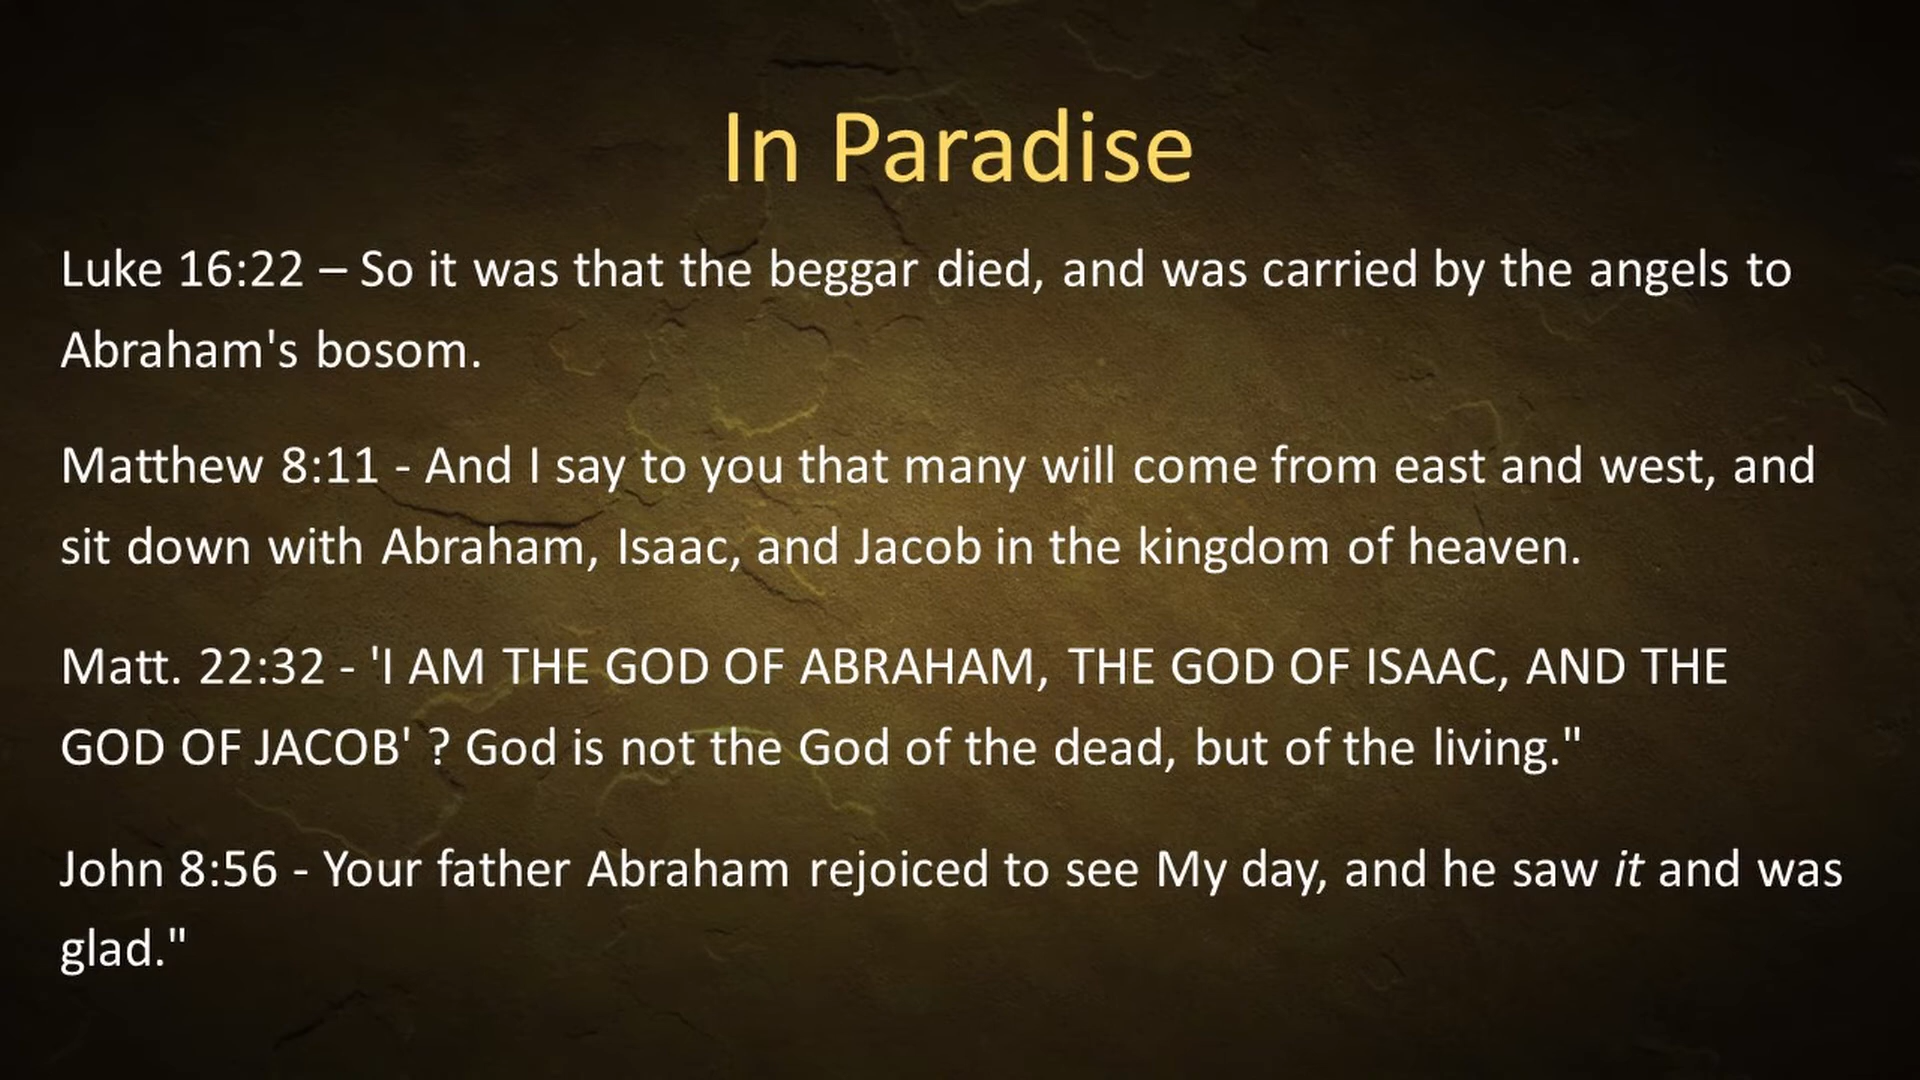 In Paradise
Luke 16:22 – So it was that the beggar died, and was carried by the angels to
Abraham's bosom.
Matthew 8:11 - And I say to you that many will come from east and west, and
sit down with Abraham, Isaac, and Jacob in the kingdom of heaven.
Matt. 22:32 - 'I AM THE GOD OF ABRAHAM, THE GOD OF ISAAC, AND THE
GOD OF JACOB' ? God is not the God of the dead, but of the living."
John 8:56 - Your father Abraham rejoiced to see My day, and he saw it and was
glad."